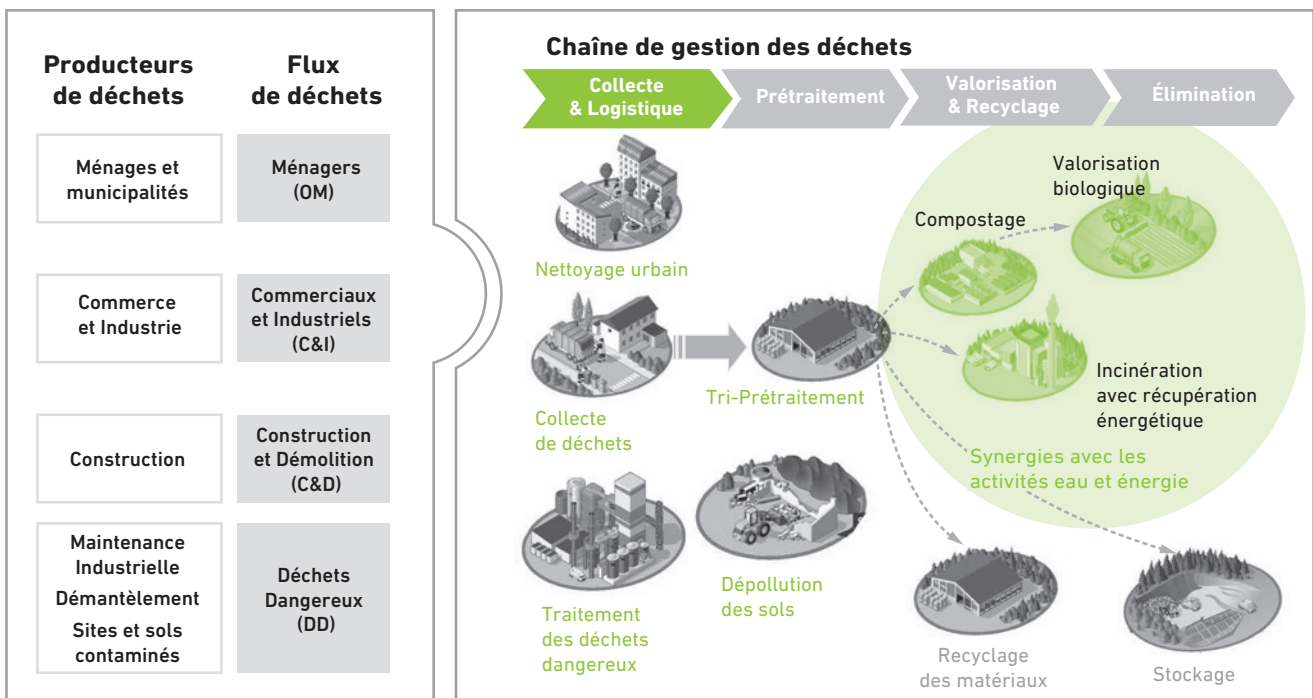 Producteurs
de déchets
Flux
de déchets
Ménages et
municipalités
Ménagers
(OM)
Commerce
et Industrie
Commerciaux
et Industriels
(C&I)
Construction
Construction
et Démolition
(C&D)
Maintenance
Industrielle
Démantèlement
Sites et sols
contaminés
Déchets
Dangereux
(DD)
Chaîne de gestion des déchets
Collecte
& Logistique
Prétraitement
Valorisation
& Recyclage
Élimination
Nettoyage urbain
Collecte
de déchets
Tri-Prétraitement
Compostage
Valorisation
biologique
Incinération
avec récupération
énergétique
Synergies avec les
activités eau et énergie
Traitement
des déchets
dangereux
Dépollution
des sols
Recyclage
des matériaux
Stockage